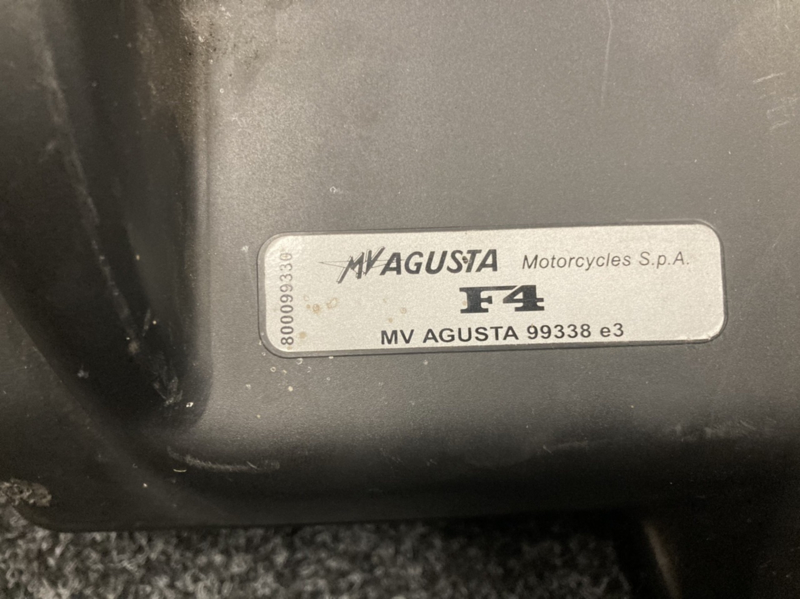 MV AGUSTA Motorcycles S.p.A.
F4
MV AGUSTA 99338 e3
800099330